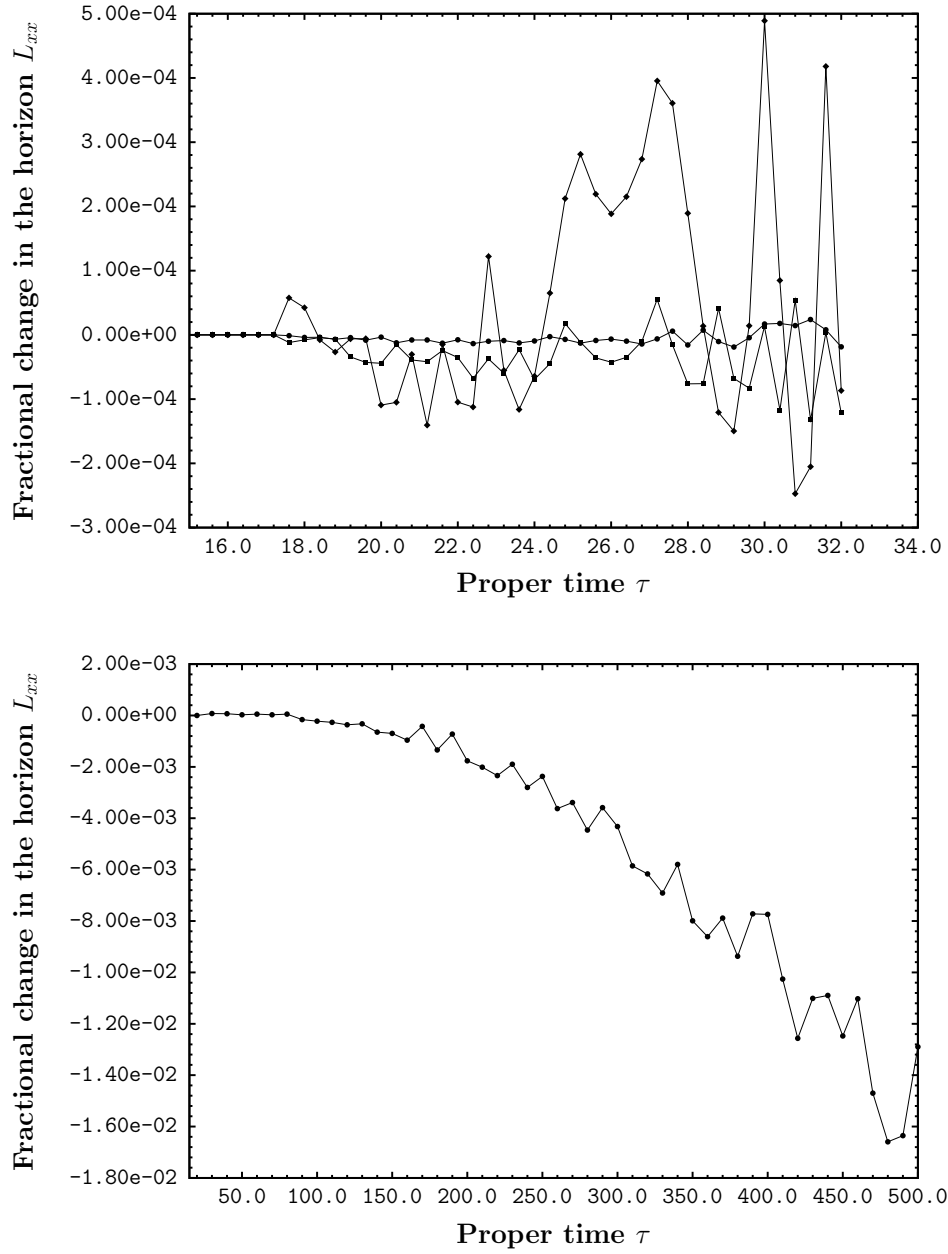 Fractional change in the horizon Lxx
5.00e-04
4.00e-04
3.00e-04
2.00e-04
1.00e-04
0.00e+00
-1.00e-04
-2.00e-04
-3.00e-04
16.0 18.0 20.0 22.0 24.0 26.0 28.0 30.0 32.0 34.0
Proper time τ
Fractional change in the horizon Lxx
2.00e-03
0.00e+00
-2.00e-03
-4.00e-03
-6.00e-03
-8.00e-03
-1.00e-02
-1.20e-02
-1.40e-02
-1.60e-02
-1.80e-02
50.0 100.0 150.0 200.0 250.0 300.0 350.0 400.0 450.0 500.0
Proper time τ